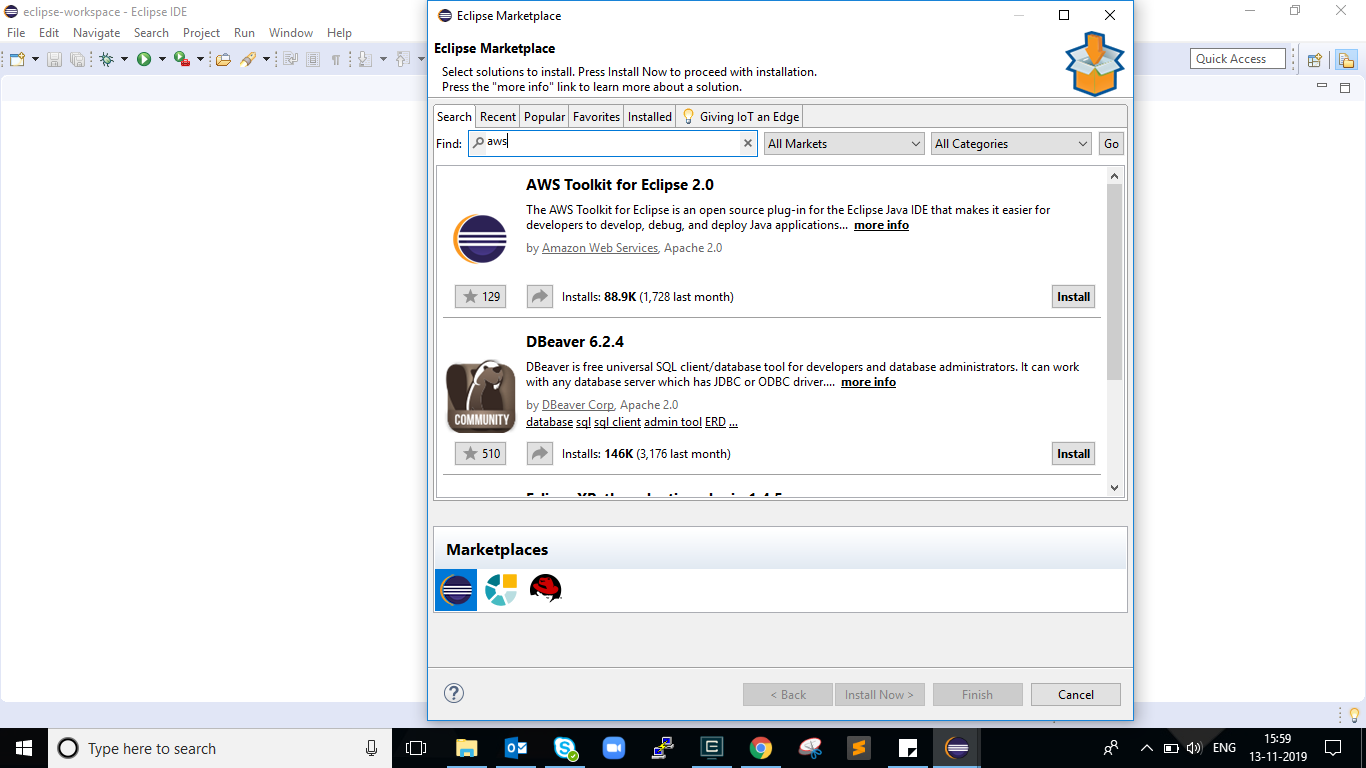 eclipse-workspace - Eclipse IDE
File Edit Navigate Search Project Run Window Help
Quick Access
Eclipse Marketplace
Eclipse Marketplace
Select solutions to install. Press Install Now to proceed with installation.
Press the "more info" link to learn more about a solution.
Search Recent Popular Favorites Installed Giving IoT an Edge
Find: aws All Markets All Categories Go
AWS Toolkit for Eclipse 2.0
The AWS Toolkit for Eclipse is an open source plug-in for the Eclipse Java IDE that makes it easier for
developers to develop, debug, and deploy Java applications... more info
by Amazon Web Services, Apache 2.0
129 Installs: 88.9K (1,728 last month) Install
DBeaver 6.2.4
DBeaver is free universal SQL client/database tool for developers and database administrators. It can work
with any database server which has JDBC or ODBC driver.... more info
COMMUNITY
by DBeaver Corp, Apache 2.0
database sql sql client admin tool ERD ...
510 Installs: 146K (3,176 last month) Install
Marketplaces
< Back Install Now > Finish Cancel
Type here to search
ENG
15:59
13-11-2019